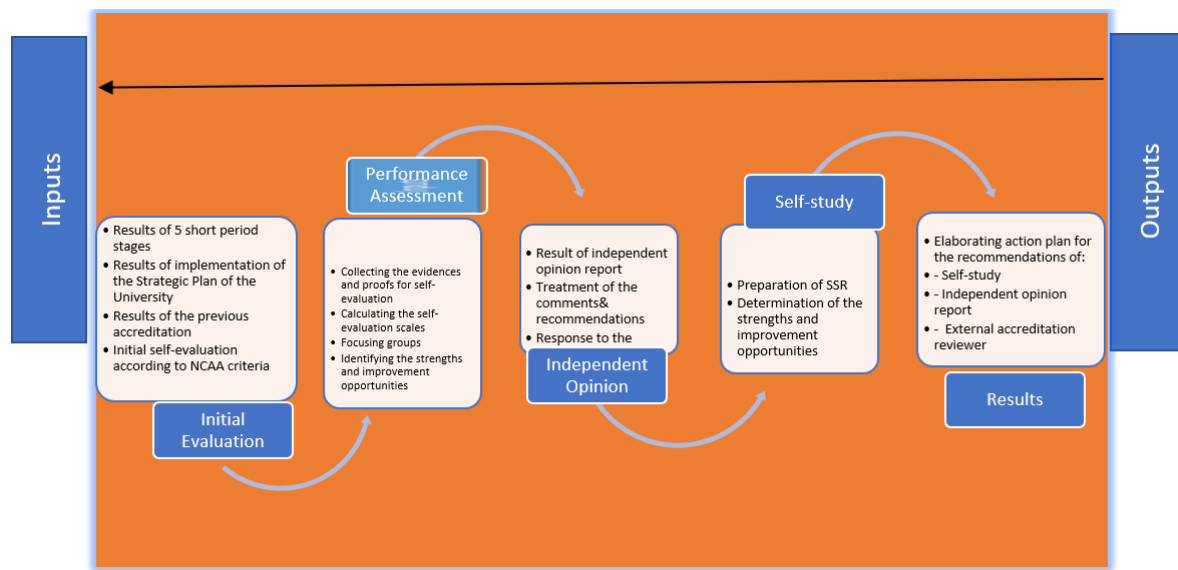 Inputs
• Results of 5 short period
stages
• Results of implementation of
the Strategic Plan of the
University
• Results of the previous
accreditation
• Initial self-evaluation
according to NCAA criteria
Initial
Evaluation
Performance
Assessment
• Collecting the evidences
and proofs for self-
evaluation
• Calculating the self-
evaluation scales
• Focusing groups
• Identifying the strengths
and improvement
opportunities
• Result of independent
opinion report
• Treatment of the
comments&
recommendations
• Response to the
Independent
Opinion
Self-study
• Preparation of SSR
• Determination of the
strengths and
improvement
opportunities
• Elaborating action plan for
the recommendations of:
• - Self-study
• - Independent opinion
report
• - External accreditation
reviewer
Results
Outputs